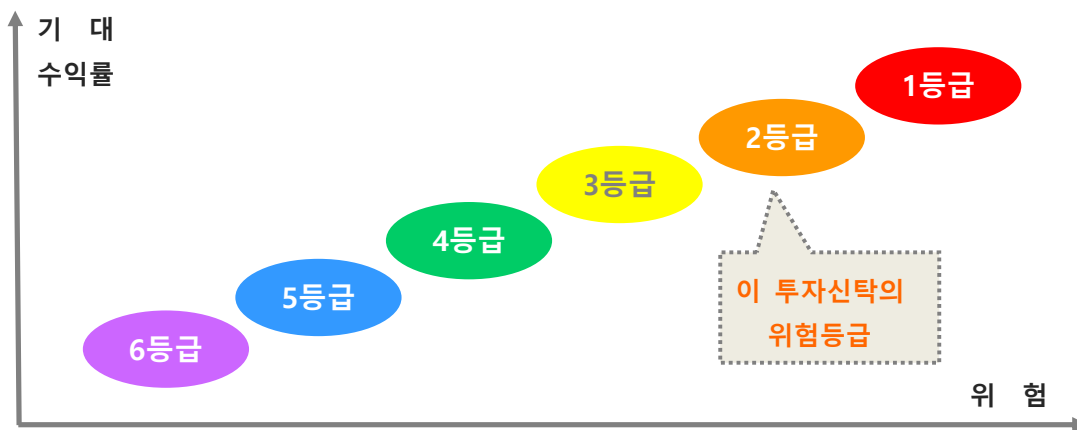 기 대
수익률
1등급
2등급
3등급
4등급
5등급
6등급
이 투자신탁의
위험등급
위 험